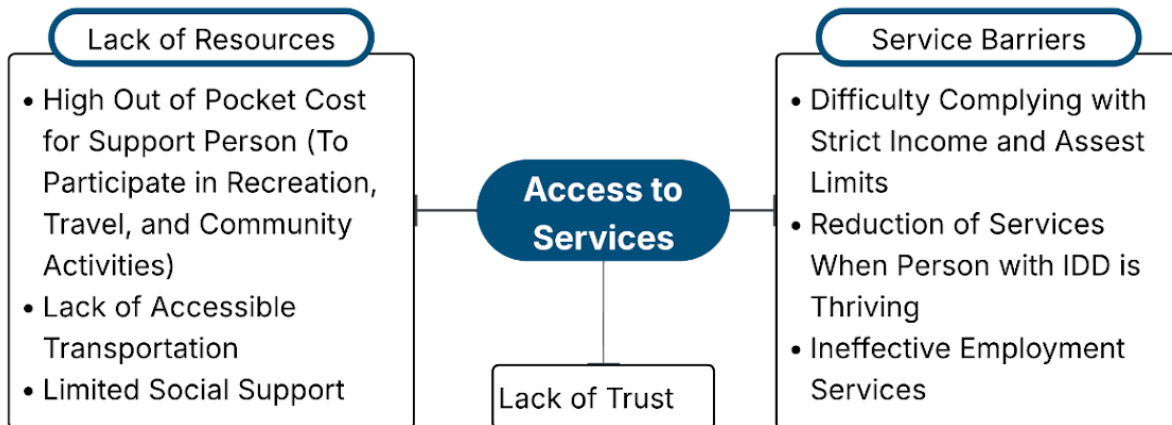 Lack of Resources
• High Out of Pocket Cost
for Support Person (To
Participate in Recreation,
Travel, and Community
Activities)
• Lack of Accessible
Transportation
• Limited Social Support
Access to
Services
Lack of Trust
Service Barriers
• Difficulty Complying with
Strict Income and Assest
Limits
• Reduction of Services
When Person with IDD is
Thriving
• Ineffective Employment
Services